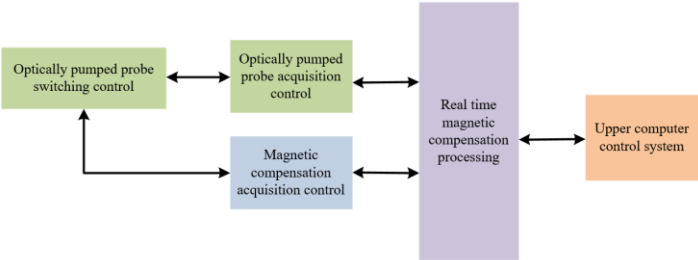 Optically pumped probe
switching control
Optically pumped
probe acquisition
control
Magnetic
compensation
acquisition control
Real time
magnetic
compensation
processing
Upper computer
control system